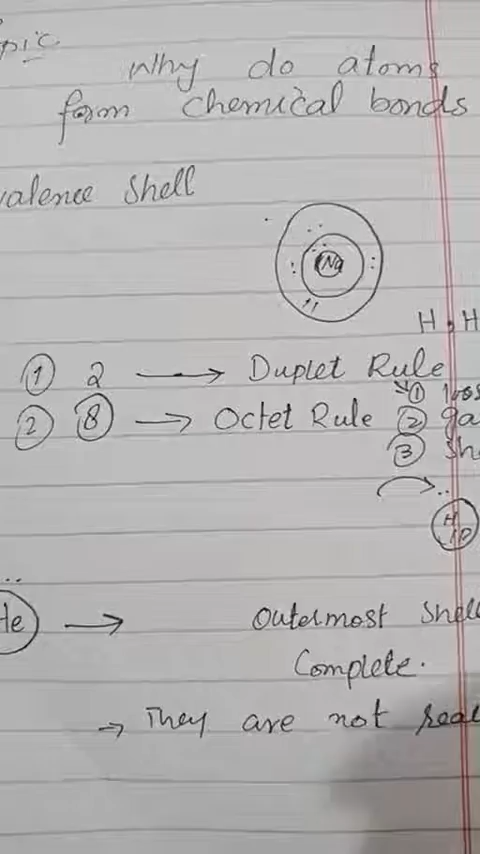 Why do atoms
form chemical bonds
valence Shell
Na
H . H
① 2 → Duplet Rule
①
② ⑧ → Octet Rule ②
③
H
He → Outermost Shell
Complete.
→ They are not